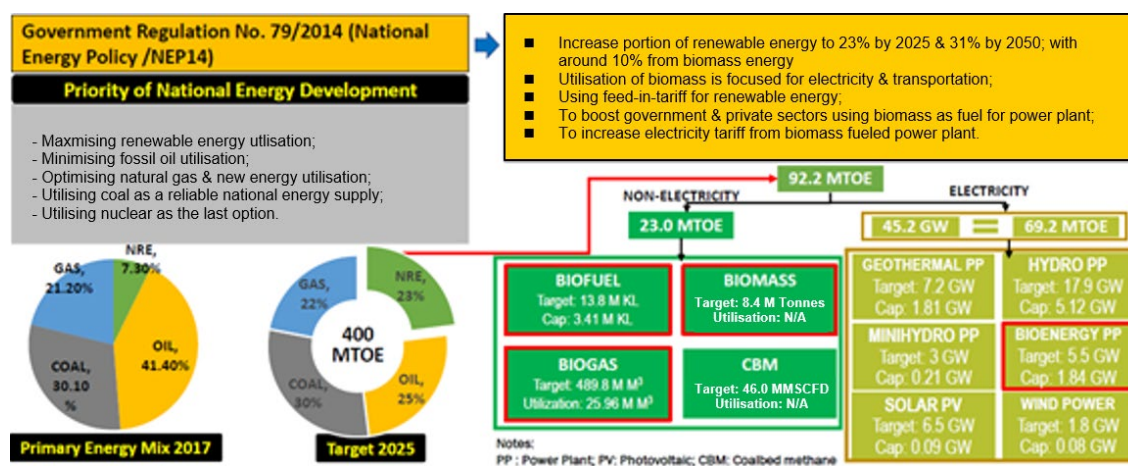 Government Regulation No. 79/2014 (National
Energy Policy /NEP14)
Priority of National Energy Development
- Maxmising renewable energy utlisation;
- Minimising fossil oil utilisation;
- Optimising natural gas & new energy utilisation;
- Utilising coal as a reliable national energy supply;
- Utilising nuclear as the last option.
■ Increase portion of renewable energy to 23% by 2025 & 31% by 2050; with
around 10% from biomass energy
■ Utilisation of biomass is focused for electricity & transportation;
■ Using feed-in-tariff for renewable energy;
■ To boost government & private sectors using biomass as fuel for power plant;
■ To increase electricity tariff from biomass fueled power plant.
NRE,
7.30%
GAS,
21.20%
OIL,
41.40%
COAL,
30.10
%
Primary Energy Mix 2017
GAS,
22%
NRE
23%
400
MTOE
COAL,
30%
OIL,
25%
Target 2025
92.2 MTOE
NON-ELECTRICITY
ELECTRICITY
23.0 MTOE
45.2 GW = 69.2 MTOE
BIOFUEL
Target: 13.8 M KL
Cap: 3.41 M KL
BIOMASS
Target: 8.4 M Tonnes
Utilisation: N/A
BIOGAS
Target: 489.8 M M³
Utilization: 25.96 M M³
CBM
Target: 46.0 MMSCFD
Utilisation: N/A
GEOTHERMAL PP
Target: 7.2 GW
Cap: 1.81 GW
HYDRO PP
Target: 17.9 GW
Cap: 5.12 GW
MINIHYDRO PP
Target: 3 GW
Cap: 0.21 GW
BIOENERGY PP
Target: 5.5 GW
Cap: 1.84 GW
SOLAR PV
Target: 6.5 GW
Cap: 0.09 GW
WIND POWER
Target: 1.8 GW
Cap: 0.08 GW
Notes:
PP : Power Plant; PV: Photovoltaic; CBM: Coalbed methane